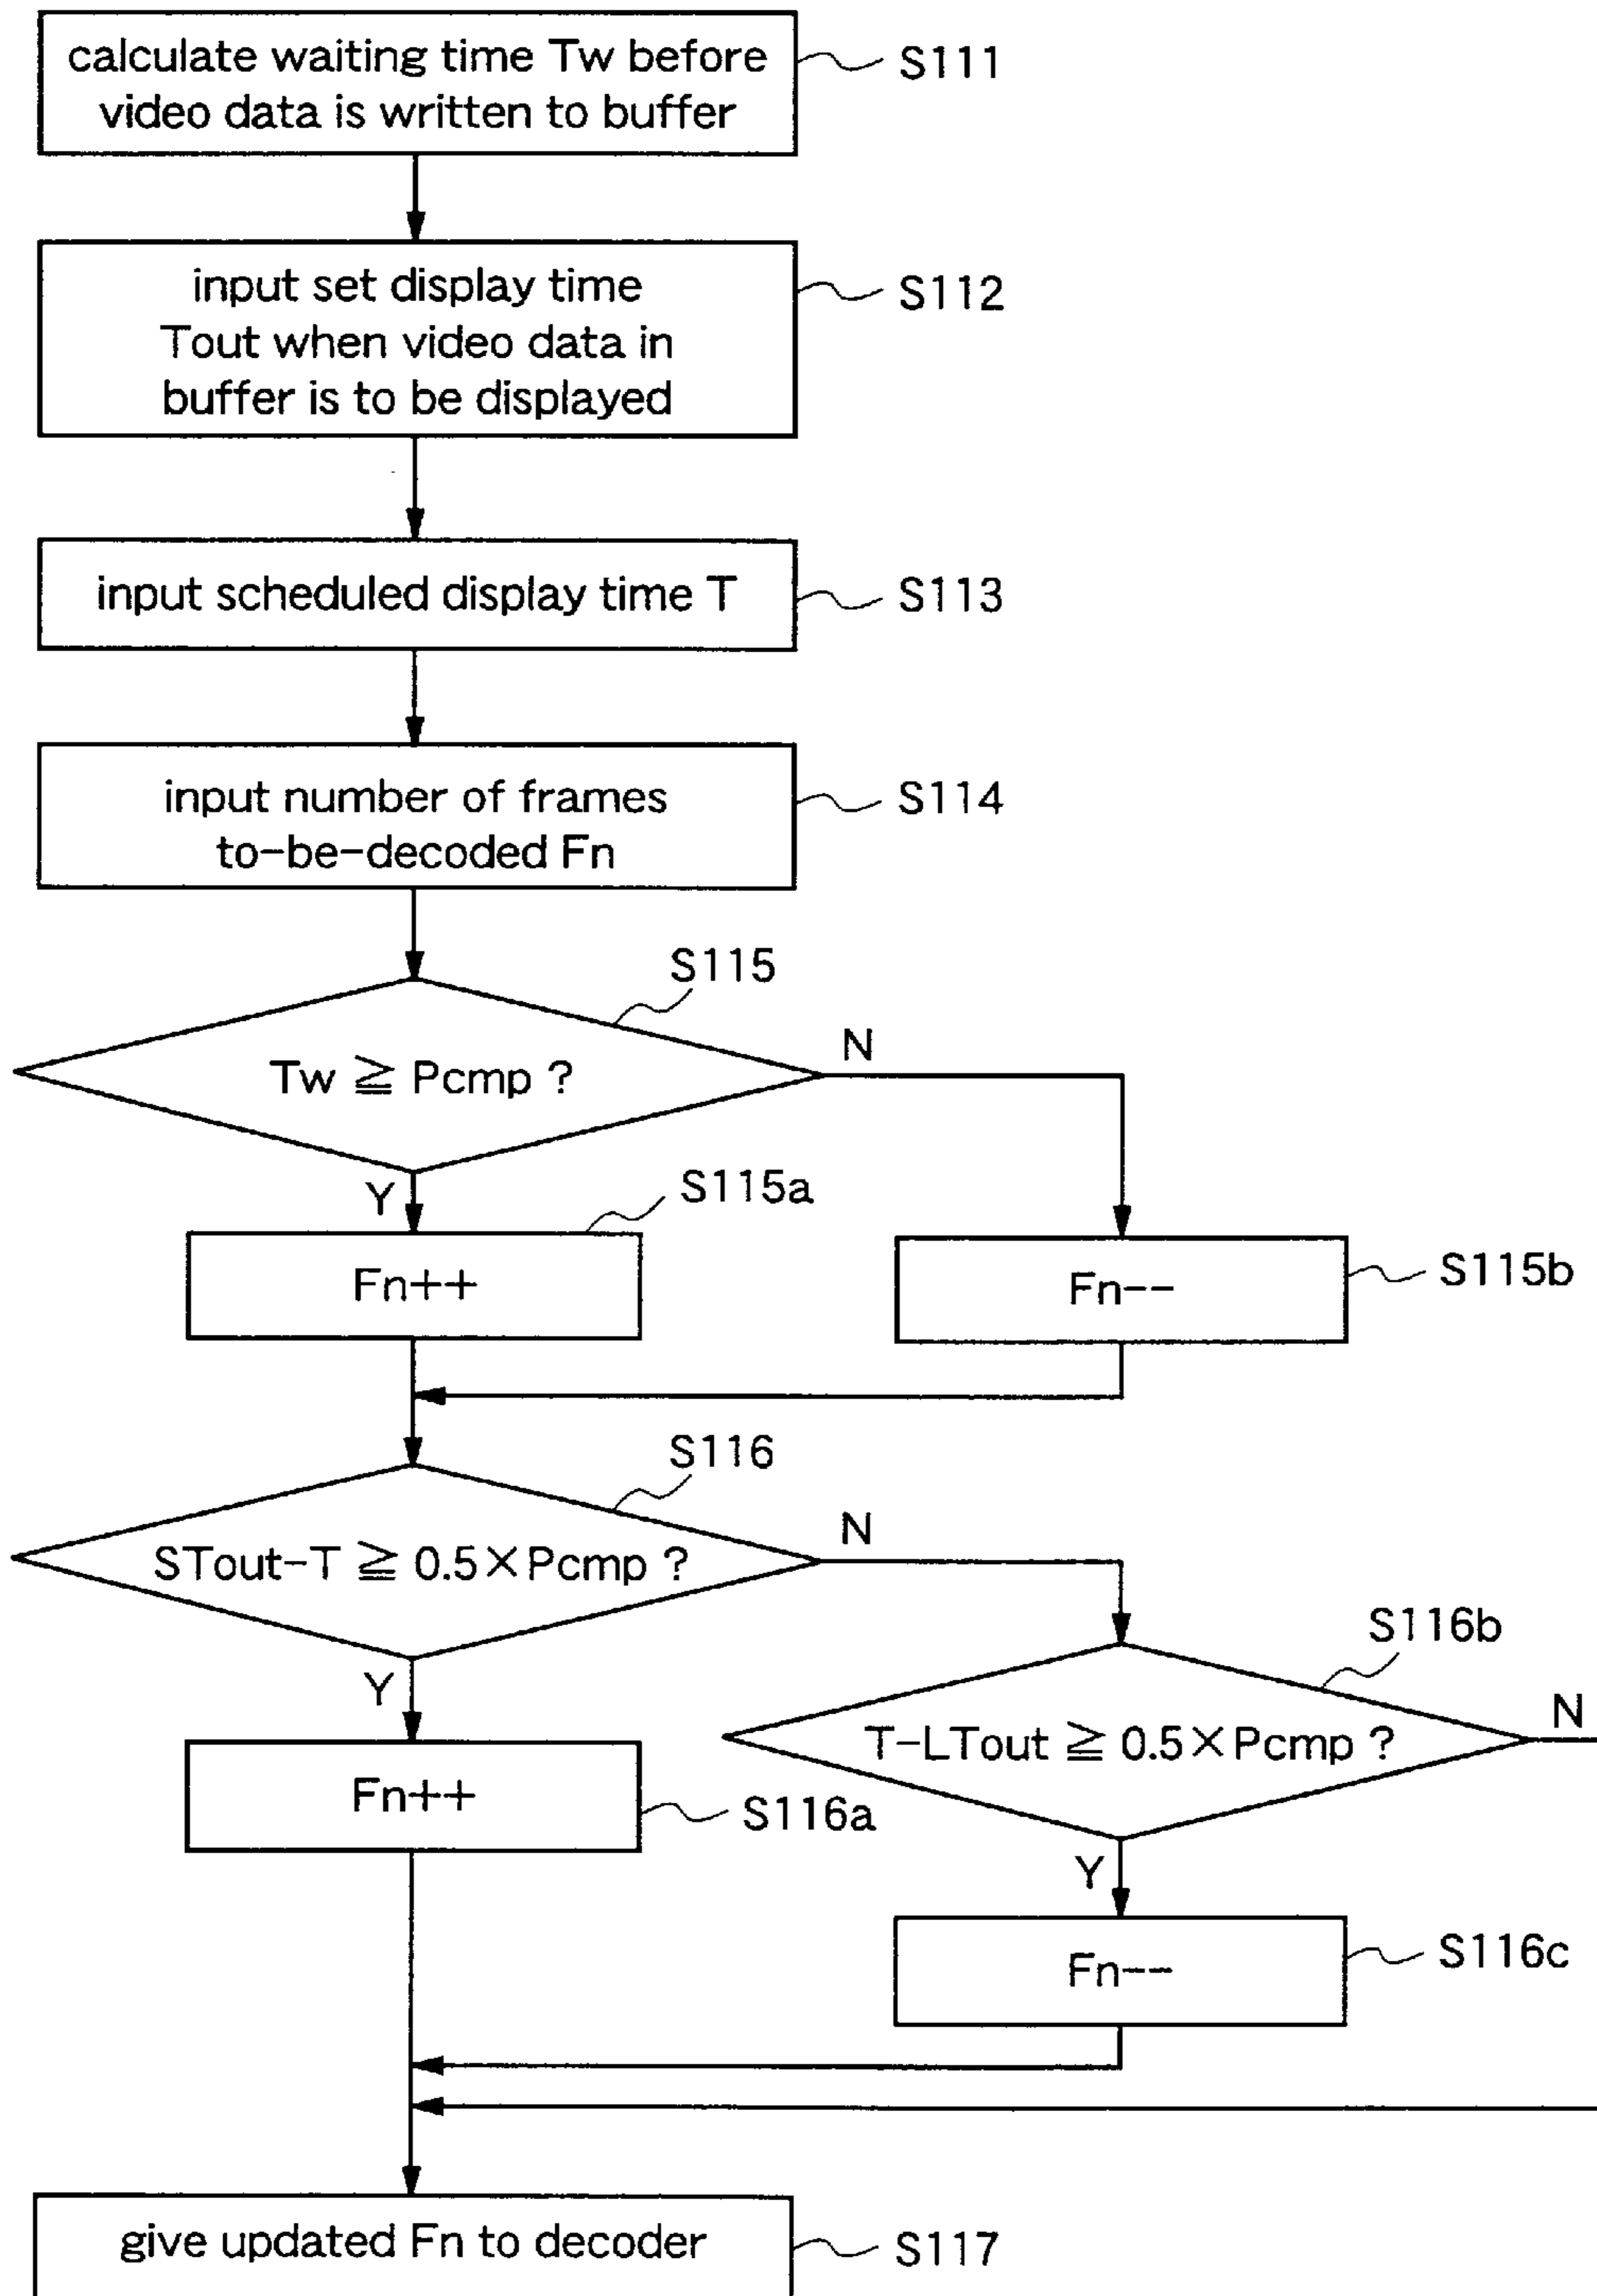 calculate waiting time Tw before
video data is written to buffer
S111
input set display time
Tout when video data in
buffer is to be displayed
S112
input scheduled display time T
S113
input number of frames
to-be-decoded Fn
S114
S115
Tw ≧ Pcmp ?
N
Y
S115a
Fn++
Fn--
S115b
S116
STout-T ≧ 0.5×Pcmp ?
N
S116b
Y
T-LTout ≧ 0.5×Pcmp ?
N
Fn++
S116a
Y
Fn--
S116c
give updated Fn to decoder
S117